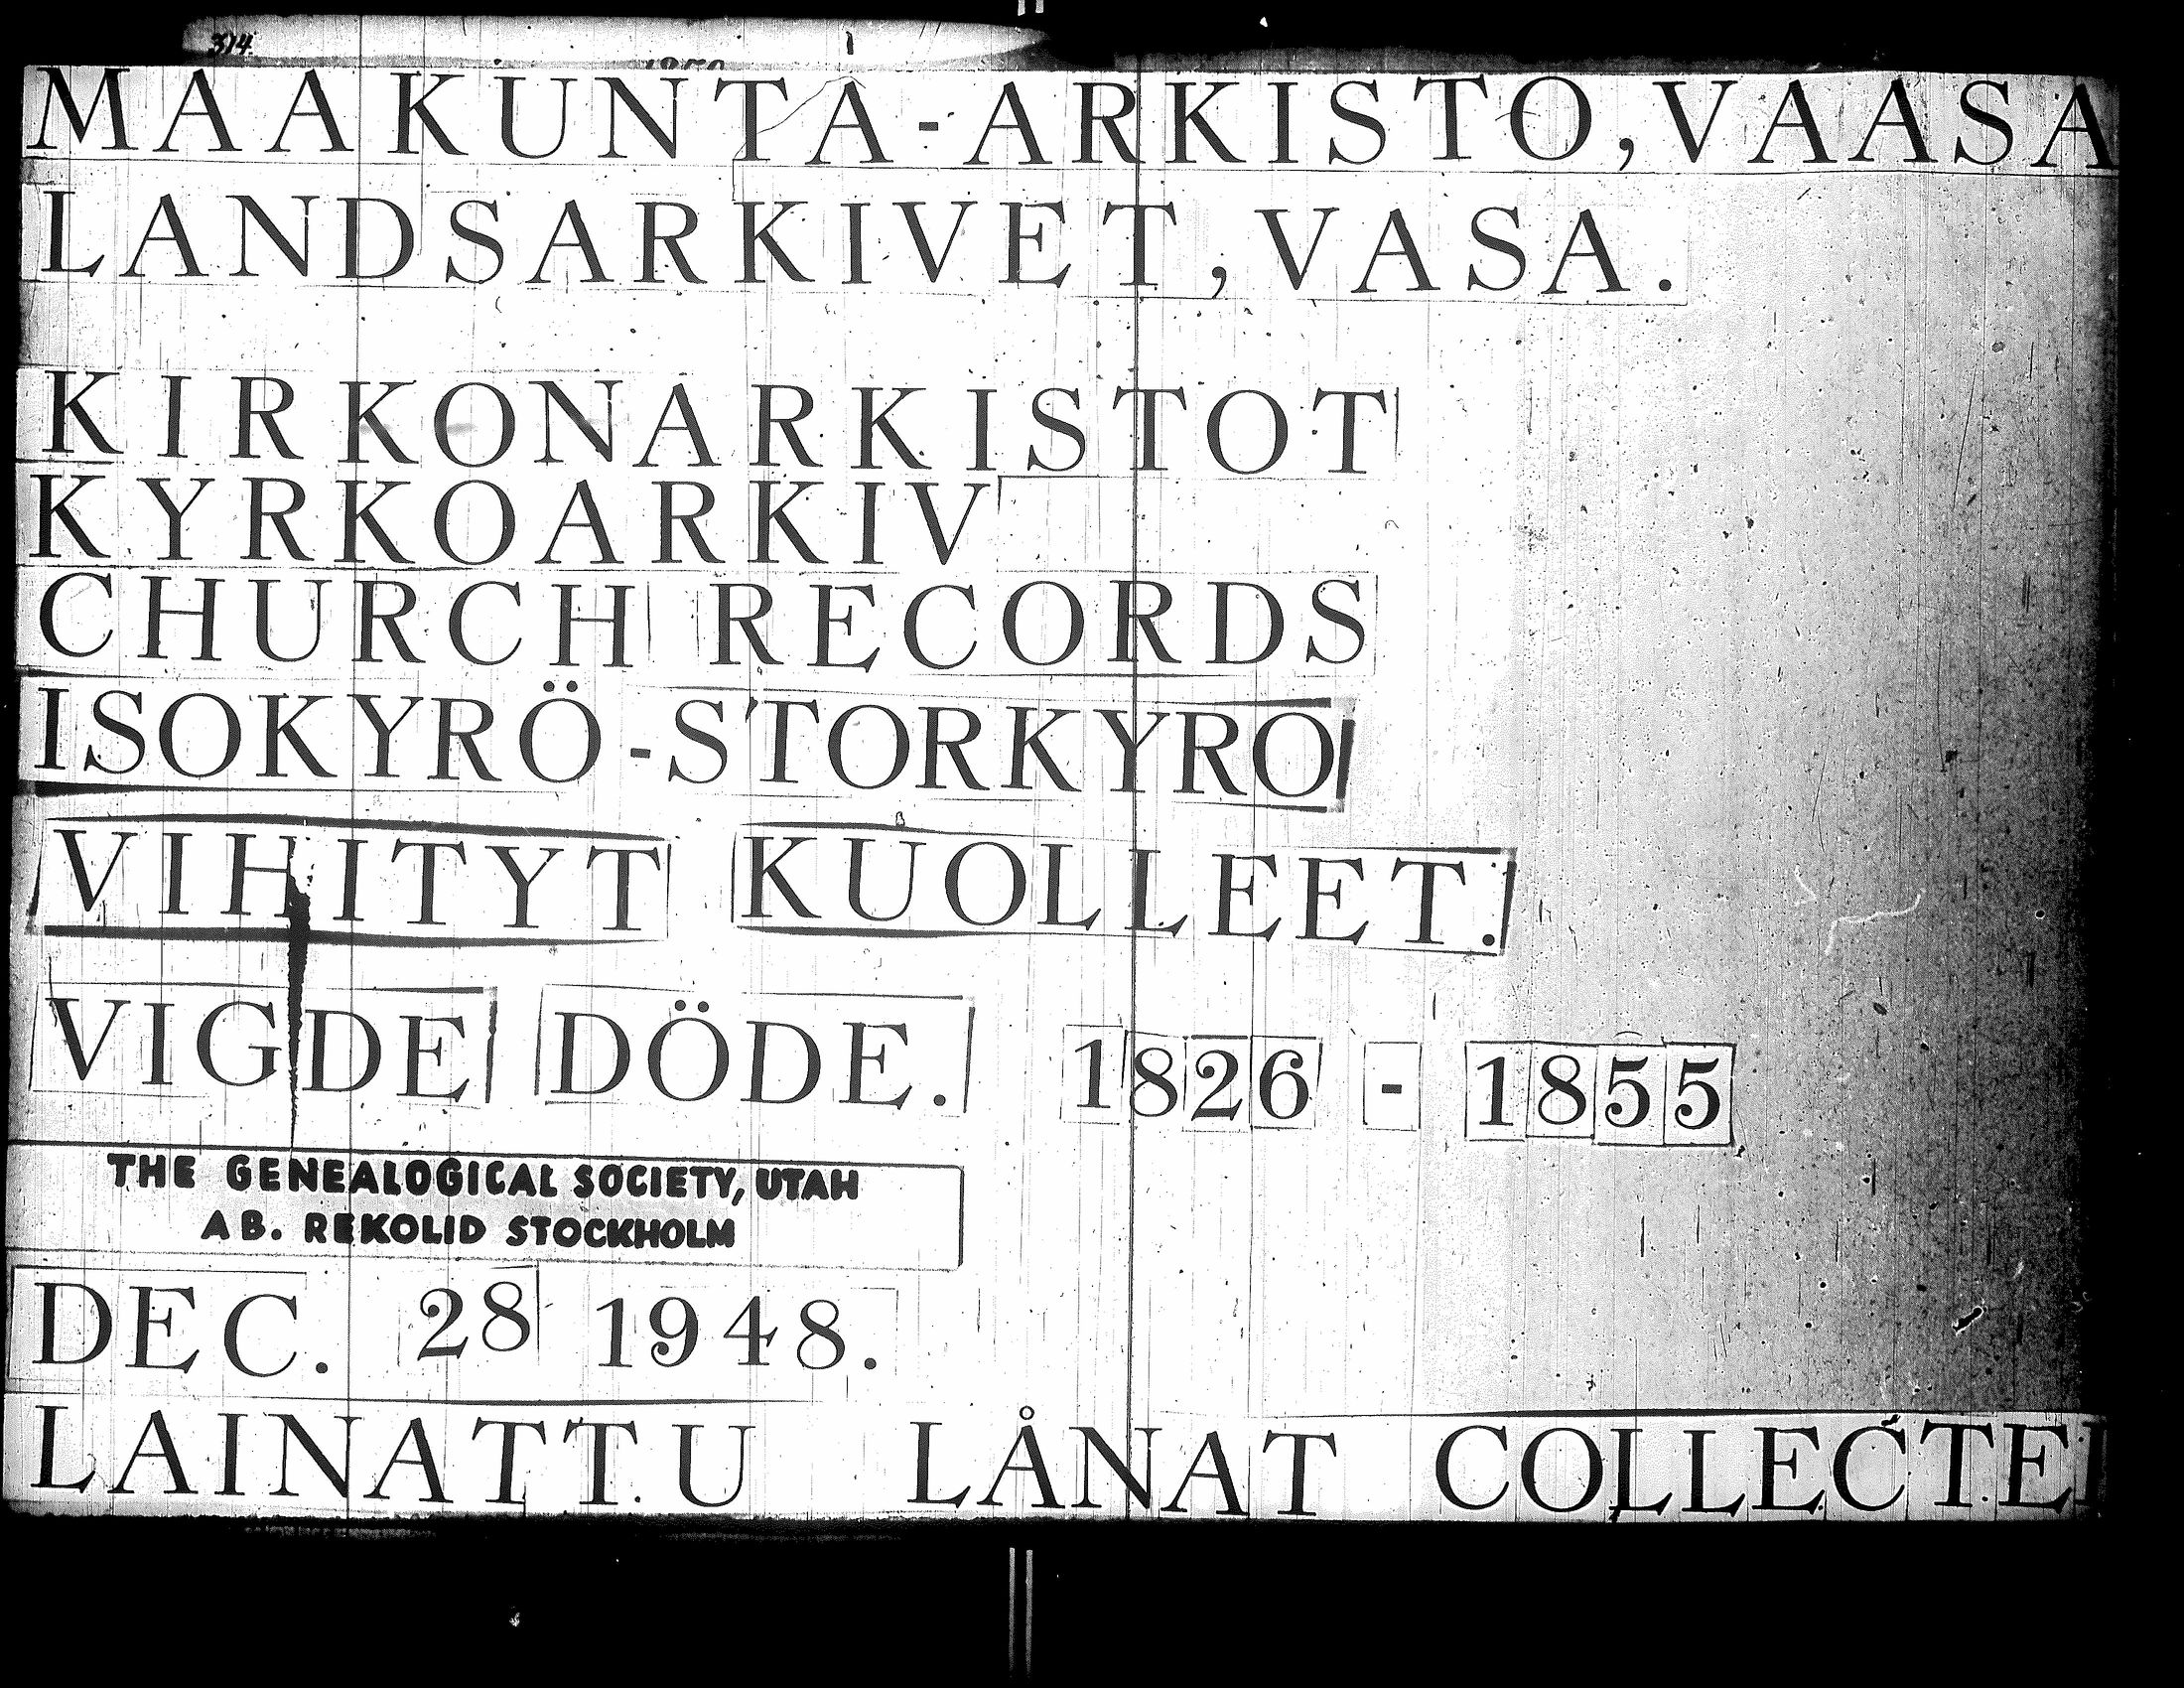 314
MAAKUNTA-ARKISTO, VAASA
LANDSARKIVET, VASA.
KIRKONARKISTOT
KYRKOARKIV
CHURCH RECORDS
ISOKYRÖ-STORKYRO
VIHITYT KUOLLEET.
VIGDE DÖDE. 1826 - 1855
THE GENEALOGICAL SOCIETY, UTAH
AB. REKOLID STOCKHOLM
DEC. 28 1948.
LAINATTU LÅNAT COLLECTE